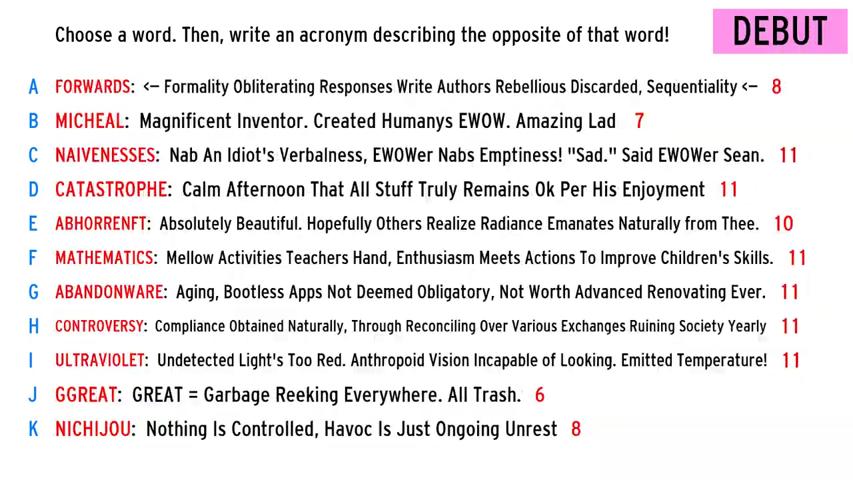 Choose a word. Then, write an acronym describing the opposite of that word!
DEBUT
A FORWARDS: <– Formality Obliterating Responses Write Authors Rebellious Discarded, Sequentiality <– 8
B MICHEAL: Magnificent Inventor. Created Humanys EWOW. Amazing Lad 7
C NAIVENESSES: Nab An Idiot's Verbalness, EWOWer Nabs Emptiness! "Sad." Said EWOWer Sean. 11
D CATASTROPHE: Calm Afternoon That All Stuff Truly Remains Ok Per His Enjoyment 11
E ABHORRENFT: Absolutely Beautiful. Hopefully Others Realize Radiance Emanates Naturally from Thee. 10
F MATHEMATICS: Mellow Activities Teachers Hand, Enthusiasm Meets Actions To Improve Children's Skills. 11
G ABANDONWARE: Aging, Bootless Apps Not Deemed Obligatory, Not Worth Advanced Renovating Ever. 11
H CONTROVERSY: Compliance Obtained Naturally, Through Reconciling Over Various Exchanges Ruining Society Yearly 11
I ULTRAVIOLET: Undetected Light's Too Red. Anthropoid Vision Incapable of Looking. Emitted Temperature! 11
J GGREAT: GREAT = Garbage Reeking Everywhere. All Trash. 6
K NICHIJOU: Nothing Is Controlled, Havoc Is Just Ongoing Unrest 8